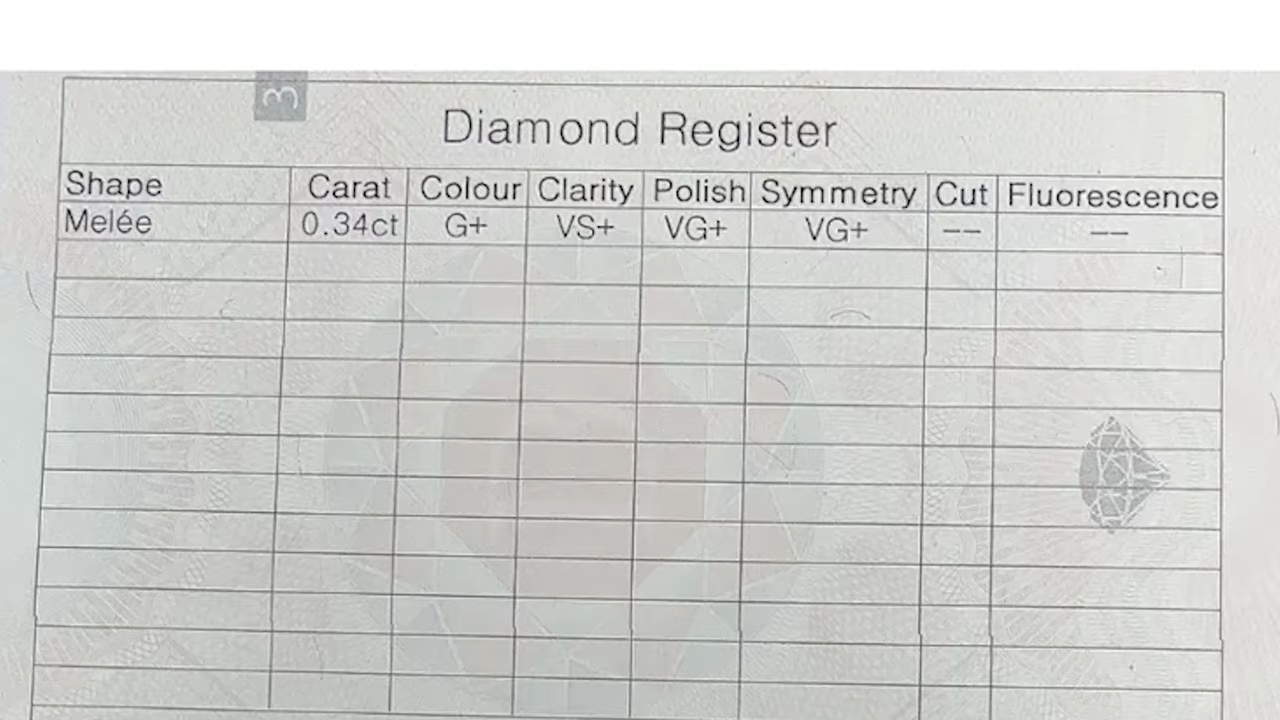 3
Diamond Register
Shape Carat Colour Clarity Polish Symmetry Cut Fluorescence
Melée 0.34ct G+ VS+ VG+ VG+ –– ––